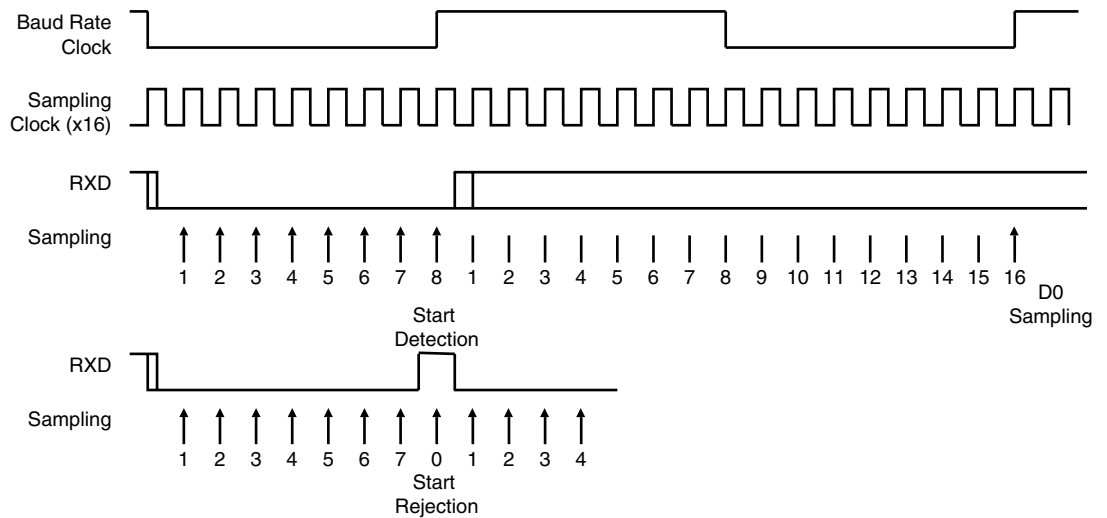 Baud Rate
Clock
Sampling
Clock (x16)
RXD
Sampling
1 2 3 4 5 6 7 8 1 2 3 4 5 6 7 8 9 10 11 12 13 14 15 16
D0
Sampling
Start
Detection
RXD
Sampling
1 2 3 4 5 6 7 0 1 2 3 4
Start
Rejection